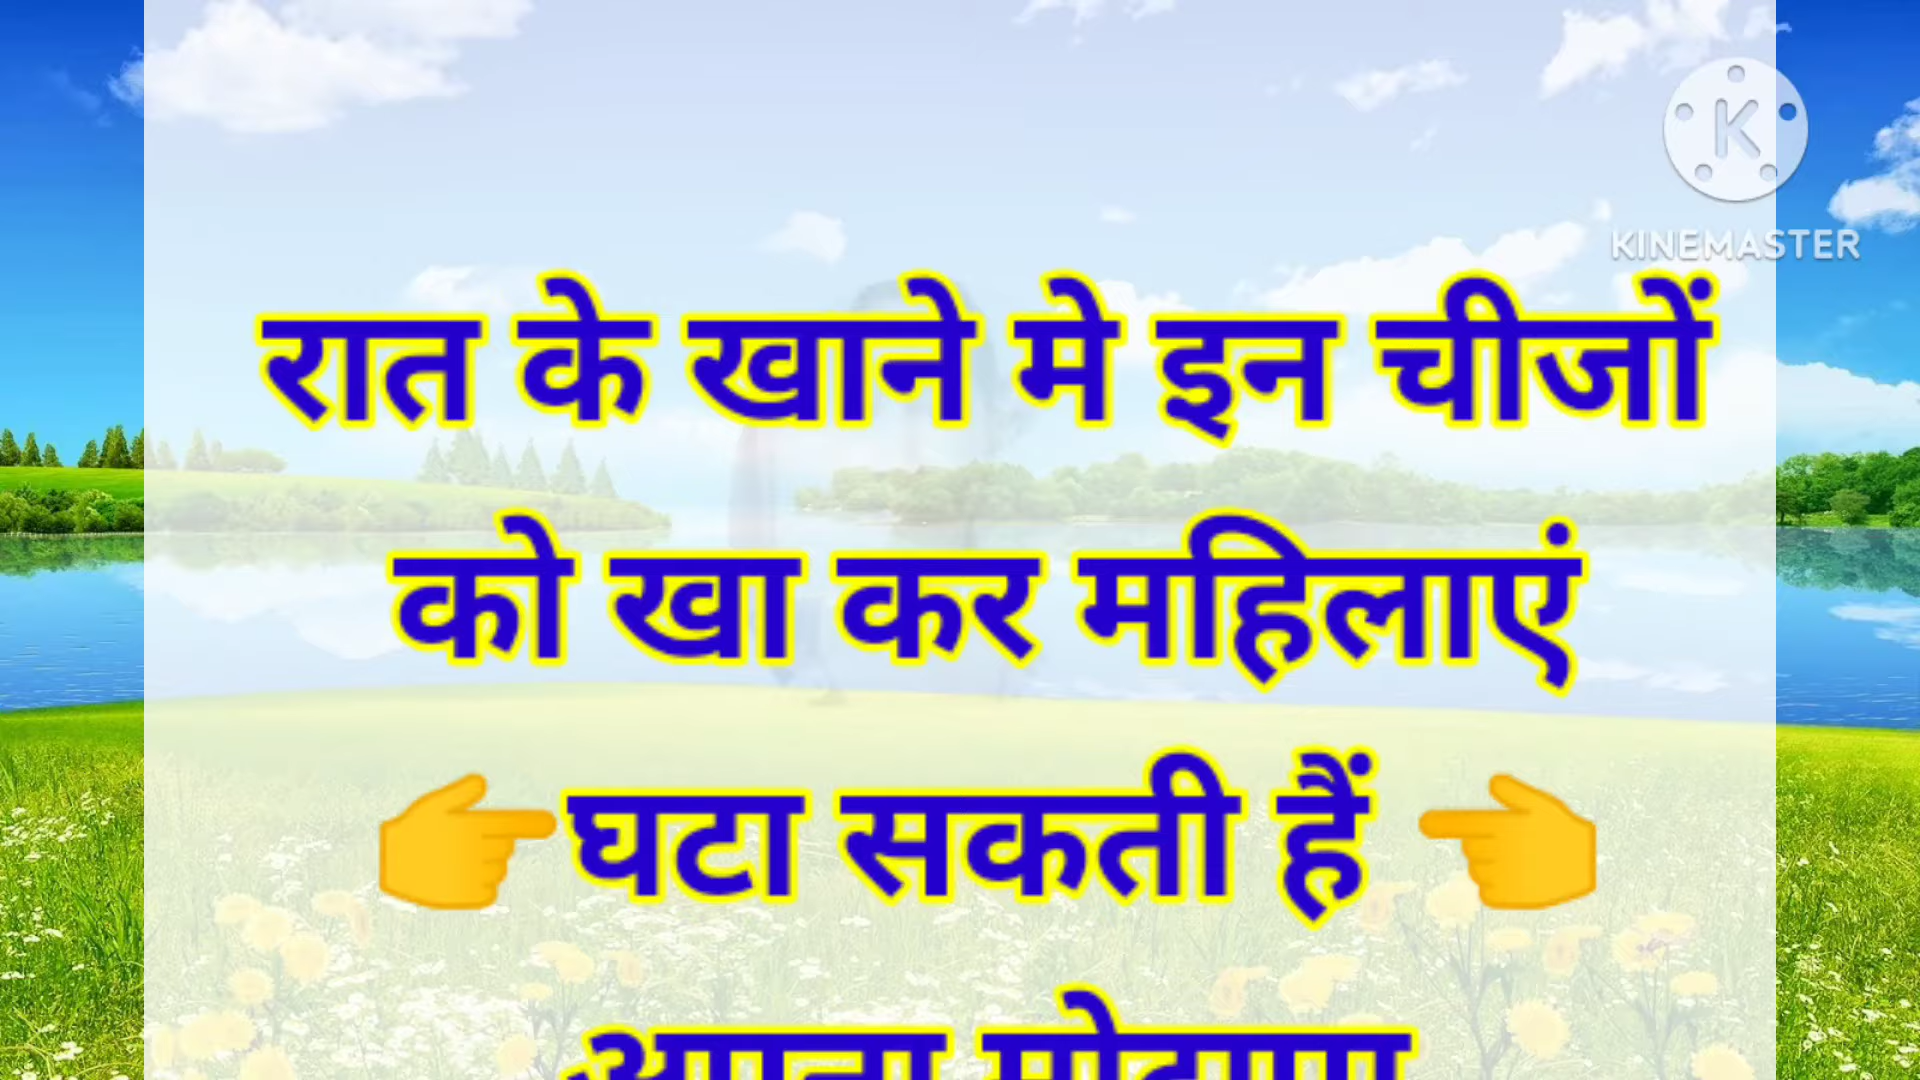 KINEMASTER
रात के खाने मे इन चीजों
को खा कर महिलाएं
👉घटा सकती हैं 👈